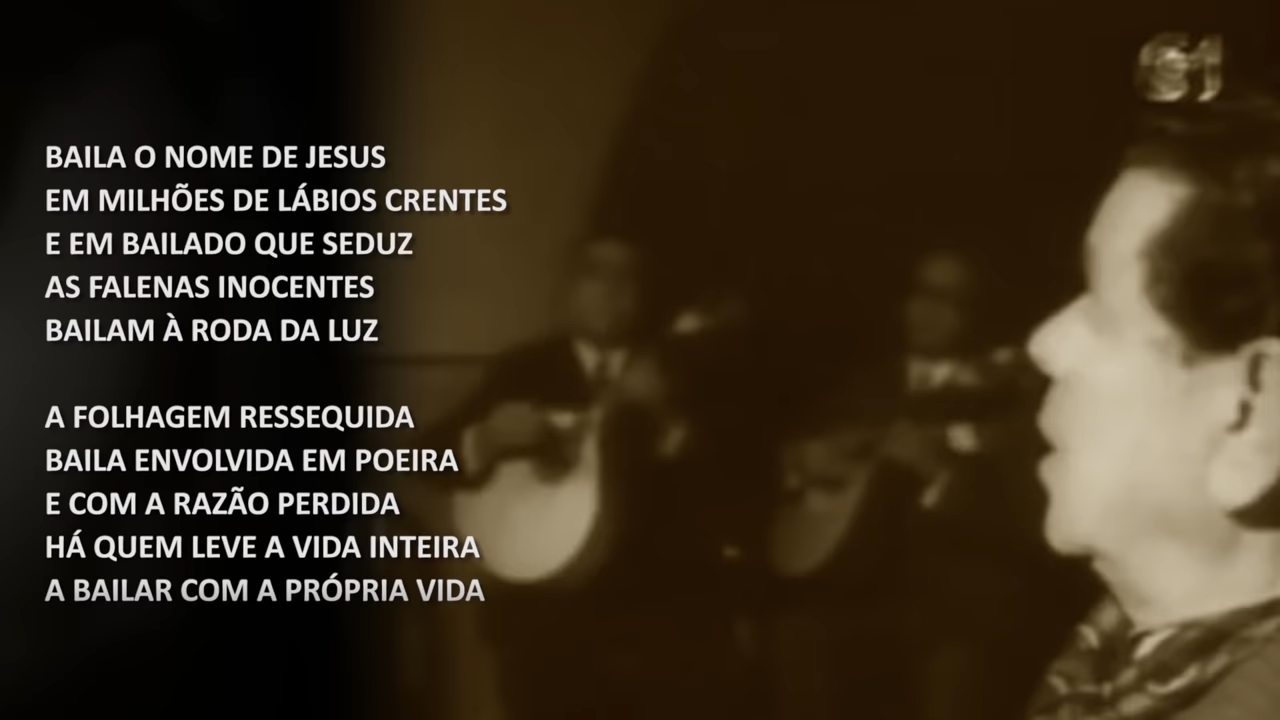 BAILA O NOME DE JESUS
EM MILHÕES DE LÁBIOS CRENTES
E EM BAILADO QUE SEDUZ
AS FALENAS INOCENTES
BAILAM À RODA DA LUZ
A FOLHAGEM RESSEQUIDA
BAILA ENVOLVIDA EM POEIRA
E COM A RAZÃO PERDIDA
HÁ QUEM LEVE A VIDA INTEIRA
A BAILAR COM A PRÓPRIA VIDA